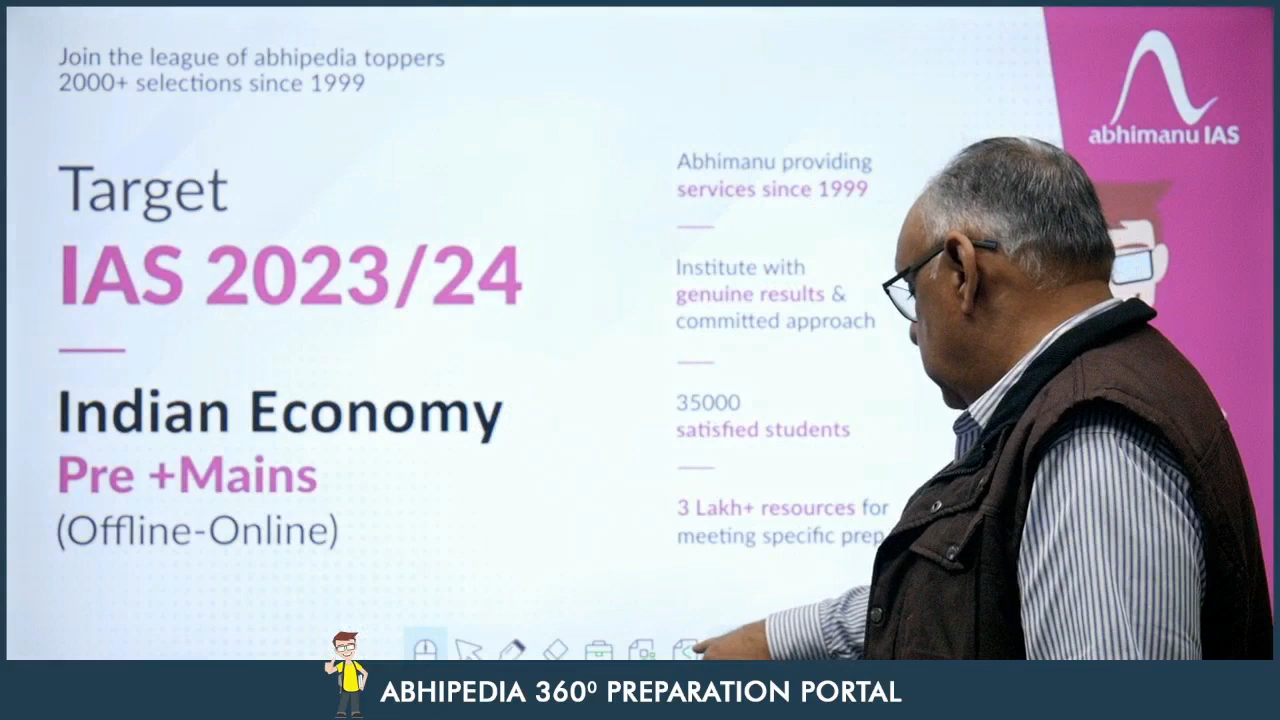 Join the league of abhipedia toppers
2000+ selections since 1999
Target
IAS 2023/24
Indian Economy
Pre +Mains
(Offline-Online)
Abhimanu providing
services since 1999
Institute with
genuine results &
committed approach
35000
satisfied students
3 Lakh+ resources for
meeting specific prep
abhimanu IAS
ABHIPEDIA 360º PREPARATION PORTAL